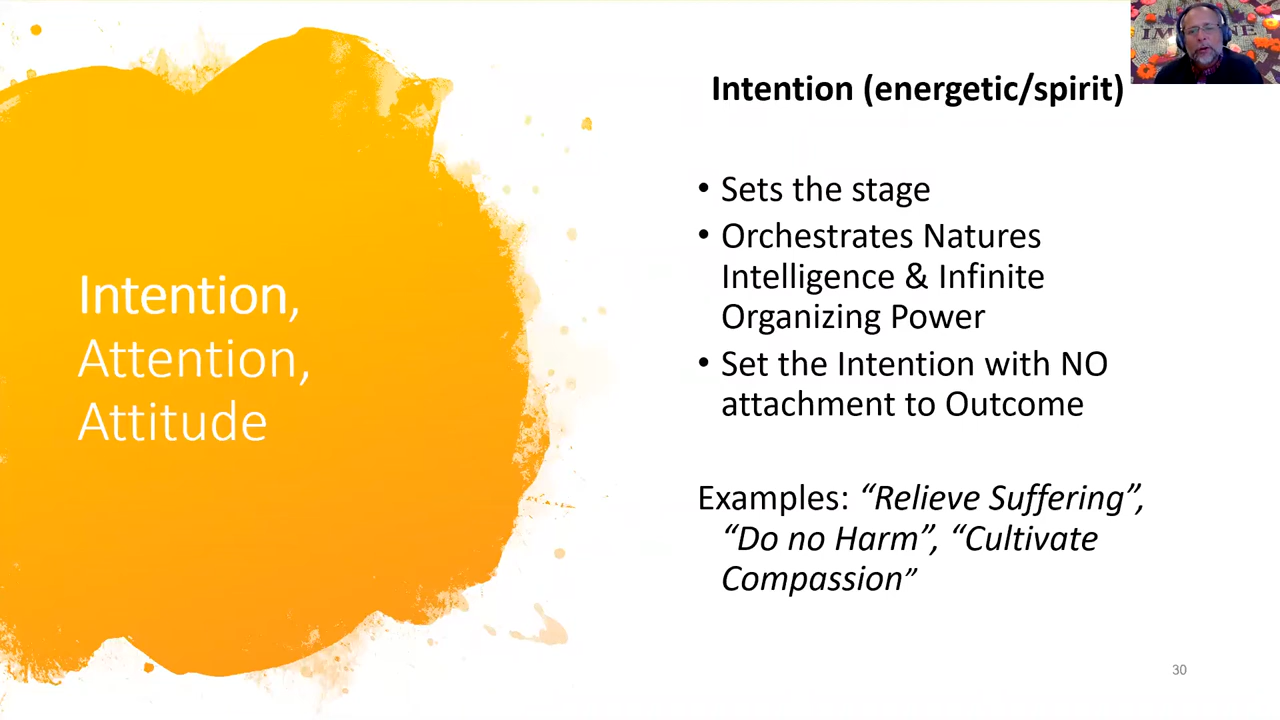 Intention,
Attention,
Attitude
Intention (energetic/spirit)
• Sets the stage
• Orchestrates Natures
Intelligence & Infinite
Organizing Power
• Set the Intention with NO
attachment to Outcome
Examples: “Relieve Suffering”,
“Do no Harm”, “Cultivate
Compassion”
30